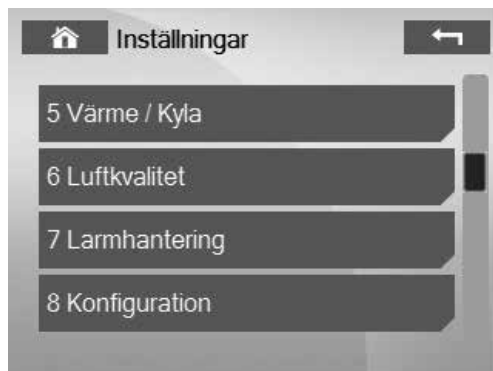 Inställningar
5 Värme / Kyla
6 Luftkvalitet
7 Larmhantering
8 Konfiguration